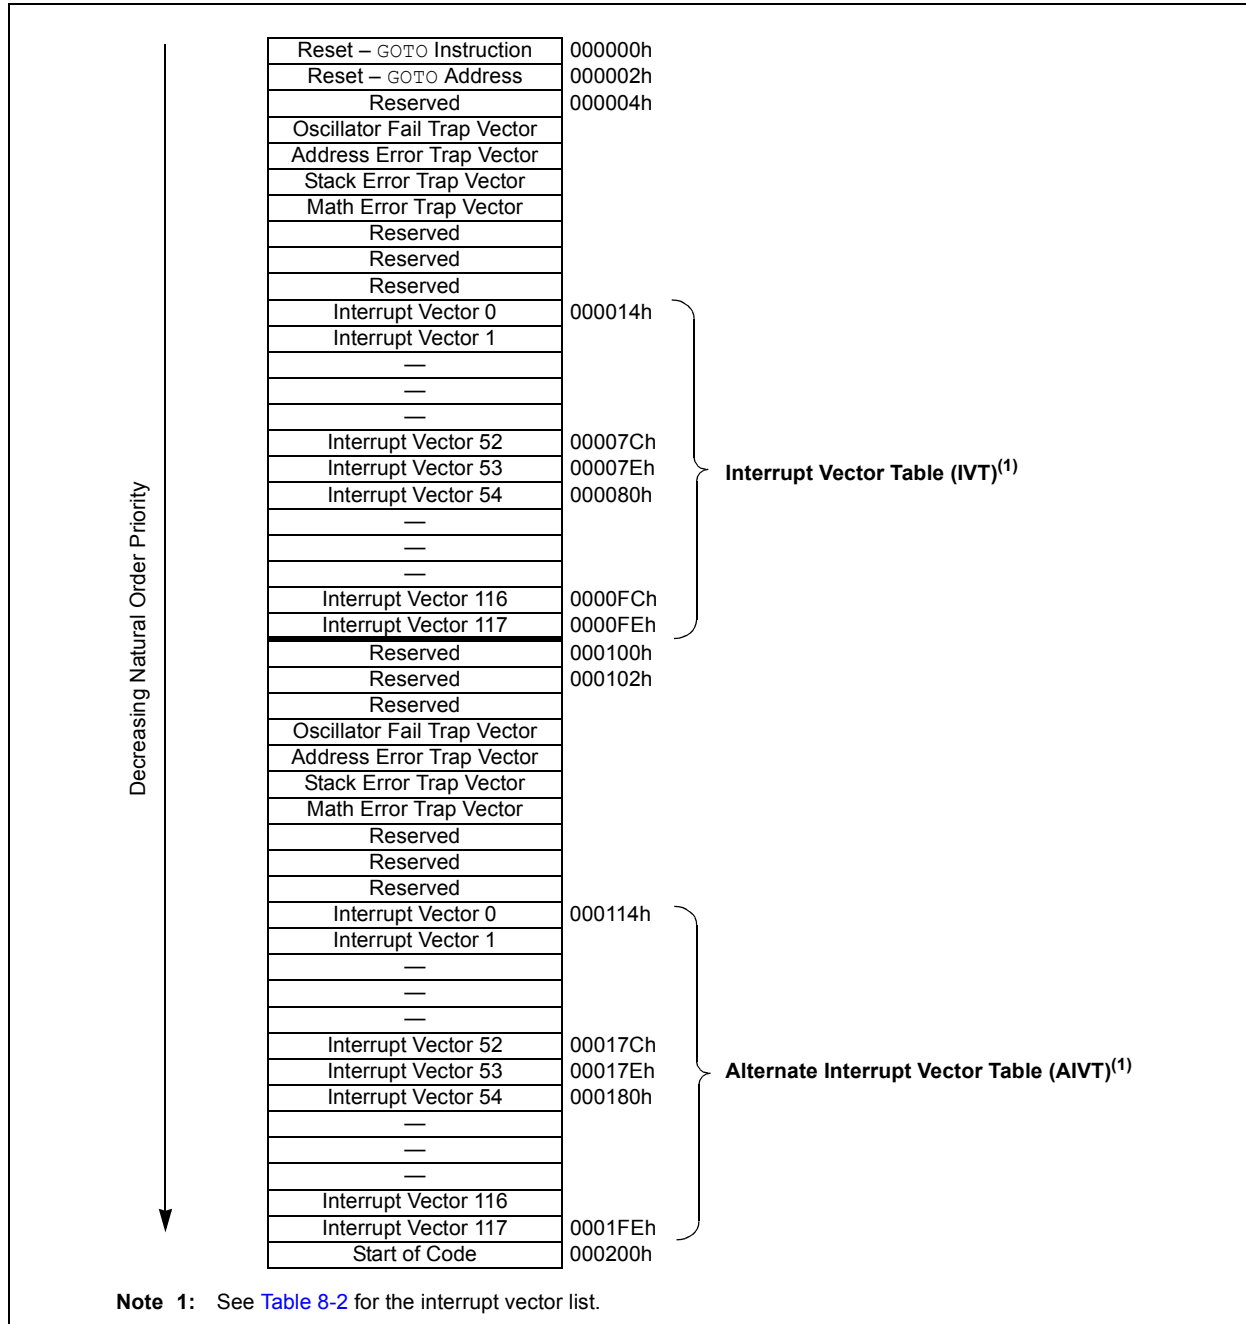 Decreasing Natural Order Priority
Reset – GOTO Instruction 000000h
Reset – GOTO Address 000002h
Reserved 000004h
Oscillator Fail Trap Vector
Address Error Trap Vector
Stack Error Trap Vector
Math Error Trap Vector
Reserved
Reserved
Reserved
Interrupt Vector 0 000014h
Interrupt Vector 1
—
—
—
Interrupt Vector 52 00007Ch
Interrupt Vector 53 00007Eh
Interrupt Vector Table (IVT)(1)
Interrupt Vector 54 000080h
—
—
—
Interrupt Vector 116 0000FCh
Interrupt Vector 117 0000FEh
Reserved 000100h
Reserved 000102h
Reserved
Oscillator Fail Trap Vector
Address Error Trap Vector
Stack Error Trap Vector
Math Error Trap Vector
Reserved
Reserved
Reserved
Interrupt Vector 0 000114h
Interrupt Vector 1
—
—
—
Interrupt Vector 52 00017Ch
Interrupt Vector 53 00017Eh
Alternate Interrupt Vector Table (AIVT)(1)
Interrupt Vector 54 000180h
—
—
—
Interrupt Vector 116
Interrupt Vector 117 0001FEh
Start of Code 000200h
Note 1: See Table 8-2 for the interrupt vector list.